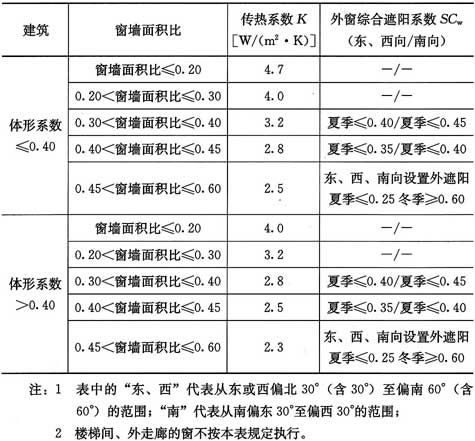 建筑 窗墙面积比 传热系数 K [W/(m²·K)] 外窗综合遮阳系数 SCw (东、西向/南向)
体形系数 ≤0.40
窗墙面积比≤0.20 4.7 —/—
0.20<窗墙面积比≤0.30 4.0 —/—
0.30<窗墙面积比≤0.40 3.2 夏季≤0.40/夏季≤0.45
0.40<窗墙面积比≤0.45 2.8 夏季≤0.35/夏季≤0.40
0.45<窗墙面积比≤0.60 2.5 东、西、南向设置外遮阳 夏季≤0.25 冬季≥0.60
体形系数 >0.40
窗墙面积比≤0.20 4.0 —/—
0.20<窗墙面积比≤0.30 3.2 —/—
0.30<窗墙面积比≤0.40 2.8 夏季≤0.40/夏季≤0.45
0.40<窗墙面积比≤0.45 2.5 夏季≤0.35/夏季≤0.40
0.45<窗墙面积比≤0.60 2.3 东、西、南向设置外遮阳 夏季≤0.25 冬季≥0.60
注：1 表中的“东、西”代表从东或西偏北 30°（含 30°）至偏南 60°（含
60°）的范围；“南”代表从南偏东 30°至偏西 30°的范围；
2 楼梯间、外走廊的窗不按本表规定执行。